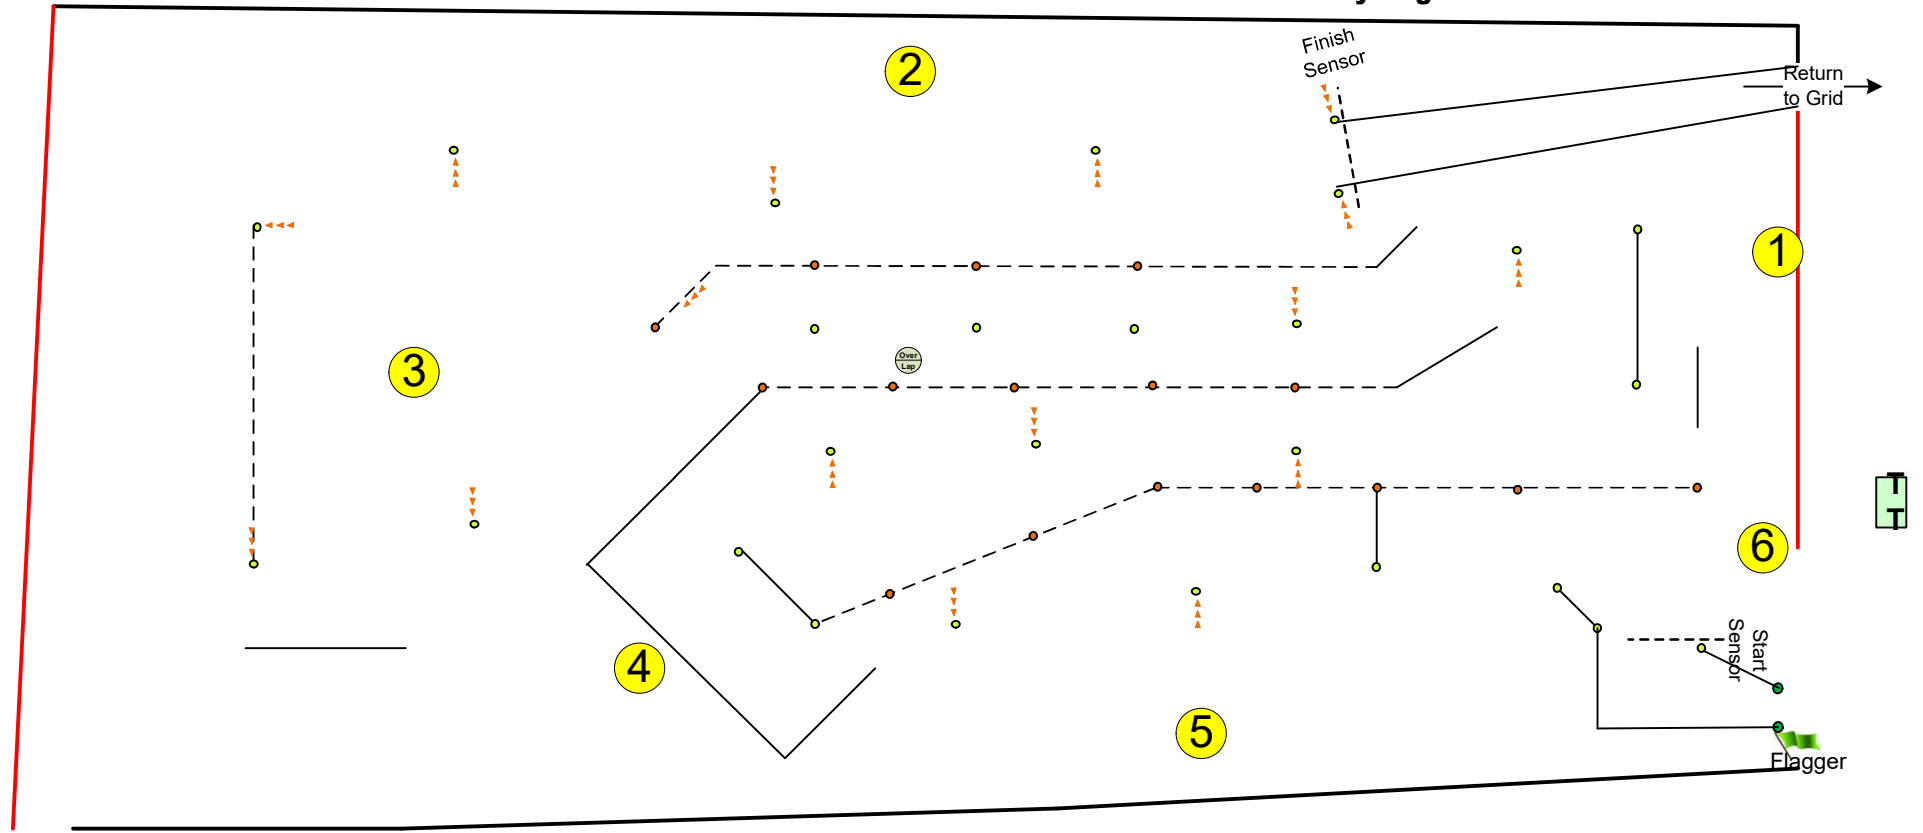 Finish
Sensor
2
Return
to Grid
1
Over
Lap
3
T
T
6
Start
Sensor
4
5
Flagger